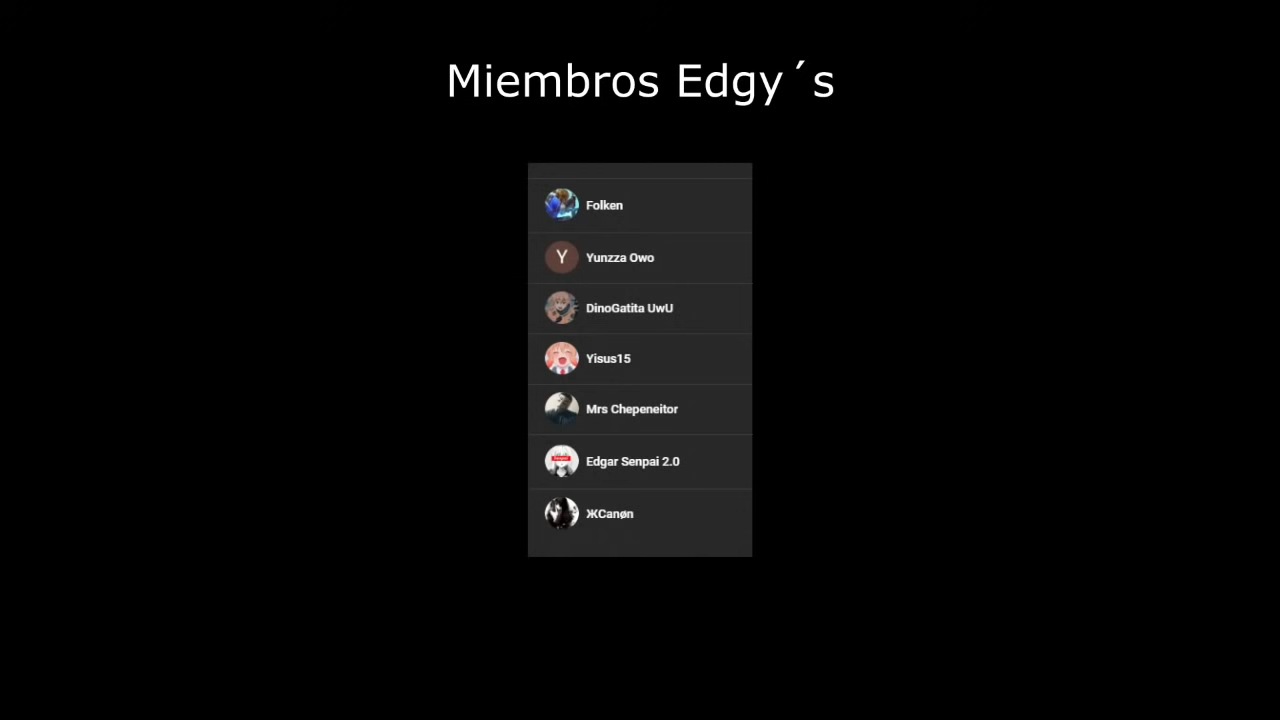 Miembros Edgy´s
Folken
Y
Yunzza Owo
DinoGatita UwU
Yisus15
Mrs Chepeneitor
Edgar Senpai 2.0
ЖCanøn